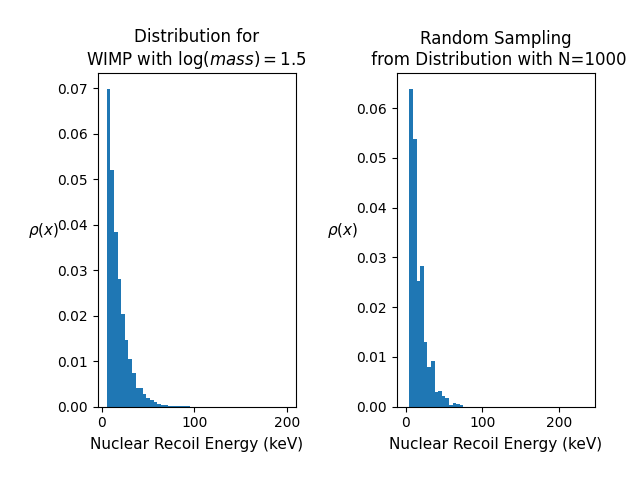 Distribution for
WIMP with log(mass) = 1.5
Random Sampling
from Distribution with N=1000
0.07
0.06
0.05
0.04
0.03
0.02
0.01
0.00
ρ(x)
0
100
200
Nuclear Recoil Energy (keV)
0.06
0.05
0.04
0.03
0.02
0.01
0.00
ρ(x)
0
100
200
Nuclear Recoil Energy (keV)